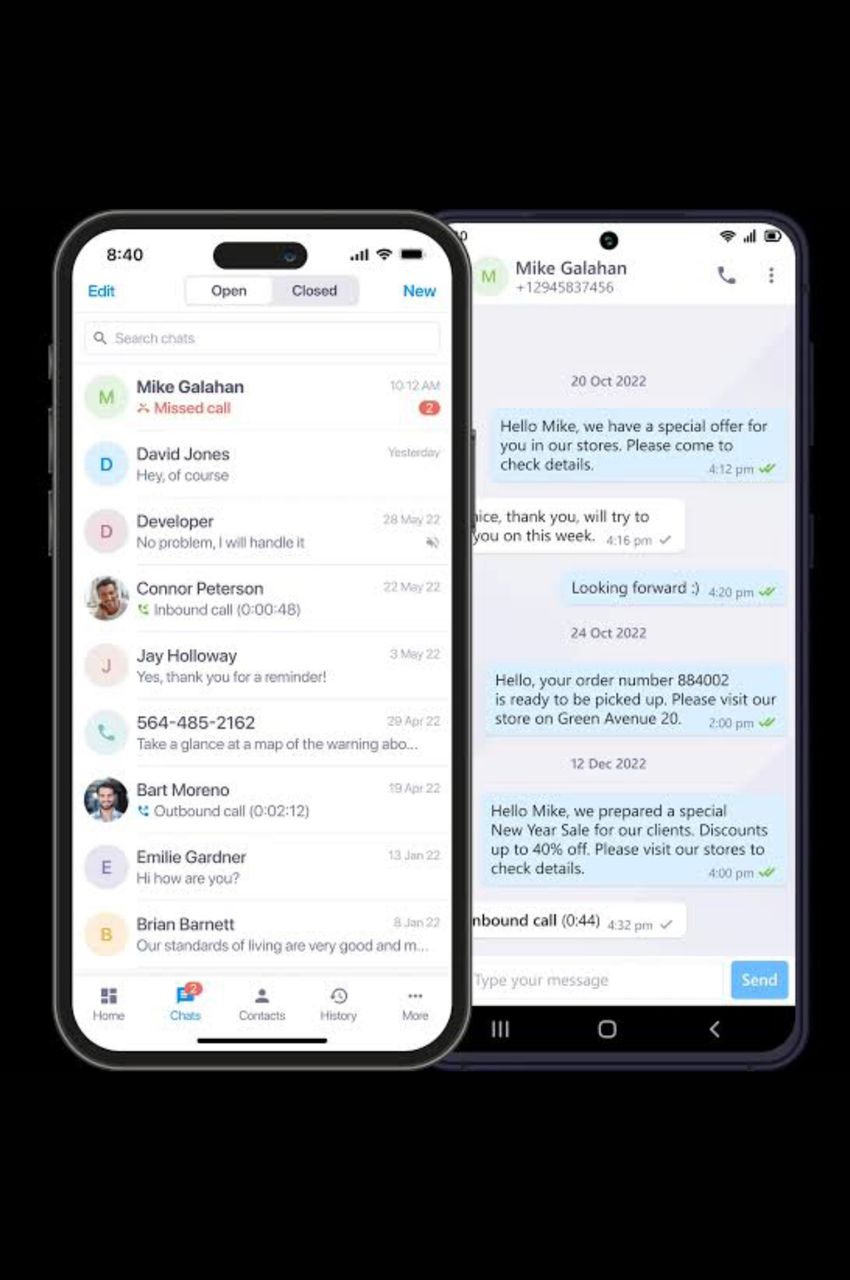 8:40
Edit
Open
Closed
New
Search chats
M
Mike Galahan
10:12 AM
Missed call
2
D
David Jones
Yesterday
Hey, of course
D
Developer
28 May 22
No problem, I will handle it
Connor Peterson
22 May 22
Inbound call (0:00:48)
J
Jay Holloway
3 May 22
Yes, thank you for a reminder!
564-485-2162
29 Apr 22
Take a glance at a map of the warning abo...
Bart Moreno
19 Apr 22
Outbound call (0:02:12)
E
Emilie Gardner
13 Jan 22
Hi how are you?
B
Brian Barnett
8 Jan 22
Our standards of living are very good and m...
2
Home
Chats
Contacts
History
More
M
Mike Galahan
+12945837456
20 Oct 2022
Hello Mike, we have a special offer for
you in our stores. Please come to
check details.
4:12 pm
nice, thank you, will try to
you on this week.
4:16 pm
Looking forward :)
4:20 pm
24 Oct 2022
Hello, your order number 884002
is ready to be picked up. Please visit our
store on Green Avenue 20.
2:00 pm
12 Dec 2022
Hello Mike, we prepared a special
New Year Sale for our clients. Discounts
up to 40% off. Please visit our stores to
check details.
4:00 pm
nbound call (0:44)
4:32 pm
Type your message
Send